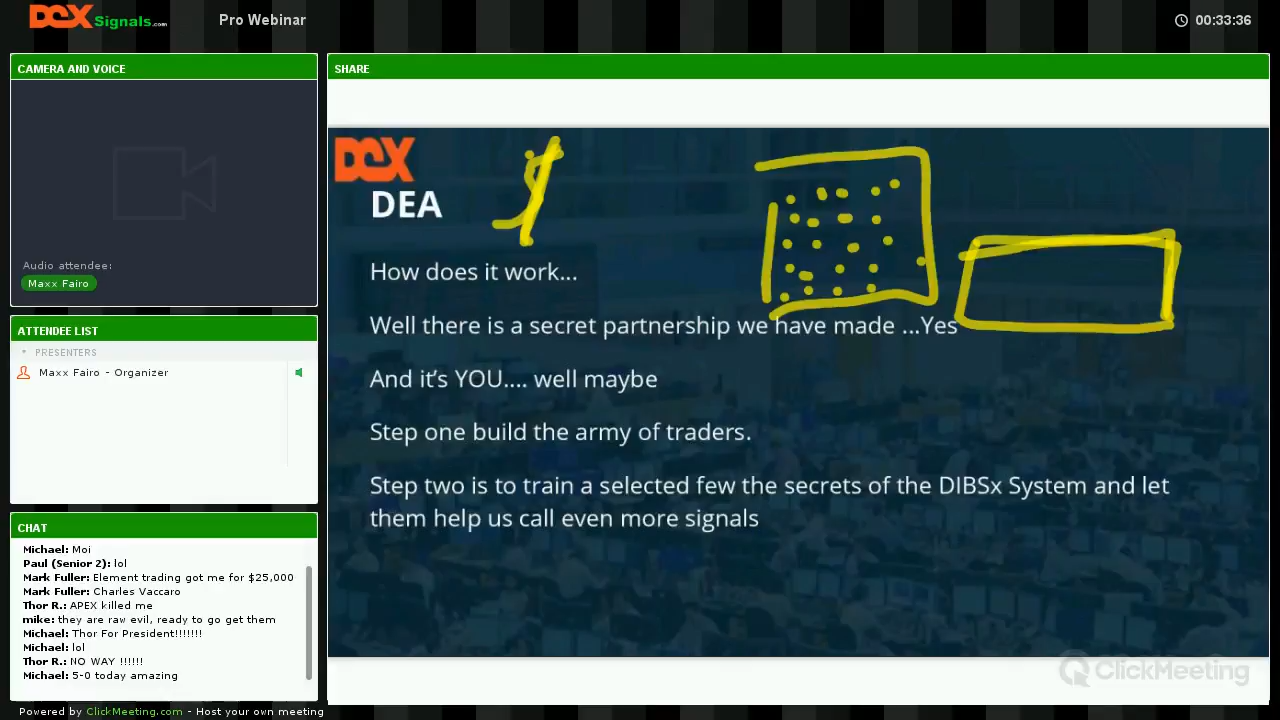 DEX Signals.com
Pro Webinar
00:33:36
CAMERA AND VOICE
Audio attendee:
Maxx Fairo
ATTENDEE LIST
PRESENTERS
Maxx Fairo - Organizer
CHAT
Michael: Moi
Paul (Senior 2): lol
Mark Fuller: Element trading got me for $25,000
Mark Fuller: Charles Vaccaro
Thor R.: APEX killed me
mike: they are raw evil, ready to go get them
Michael: Thor For President!!!!!!!
Michael: lol
Thor R.: NO WAY !!!!!!
Michael: 5-0 today amazing
Powered by ClickMeeting.com - Host your own meeting
SHARE
DEX
DEA
How does it work...
Well there is a secret partnership we have made ...Yes
And it’s YOU.... well maybe
Step one build the army of traders.
Step two is to train a selected few the secrets of the DIBSx System and let
them help us call even more signals
ClickMeeting